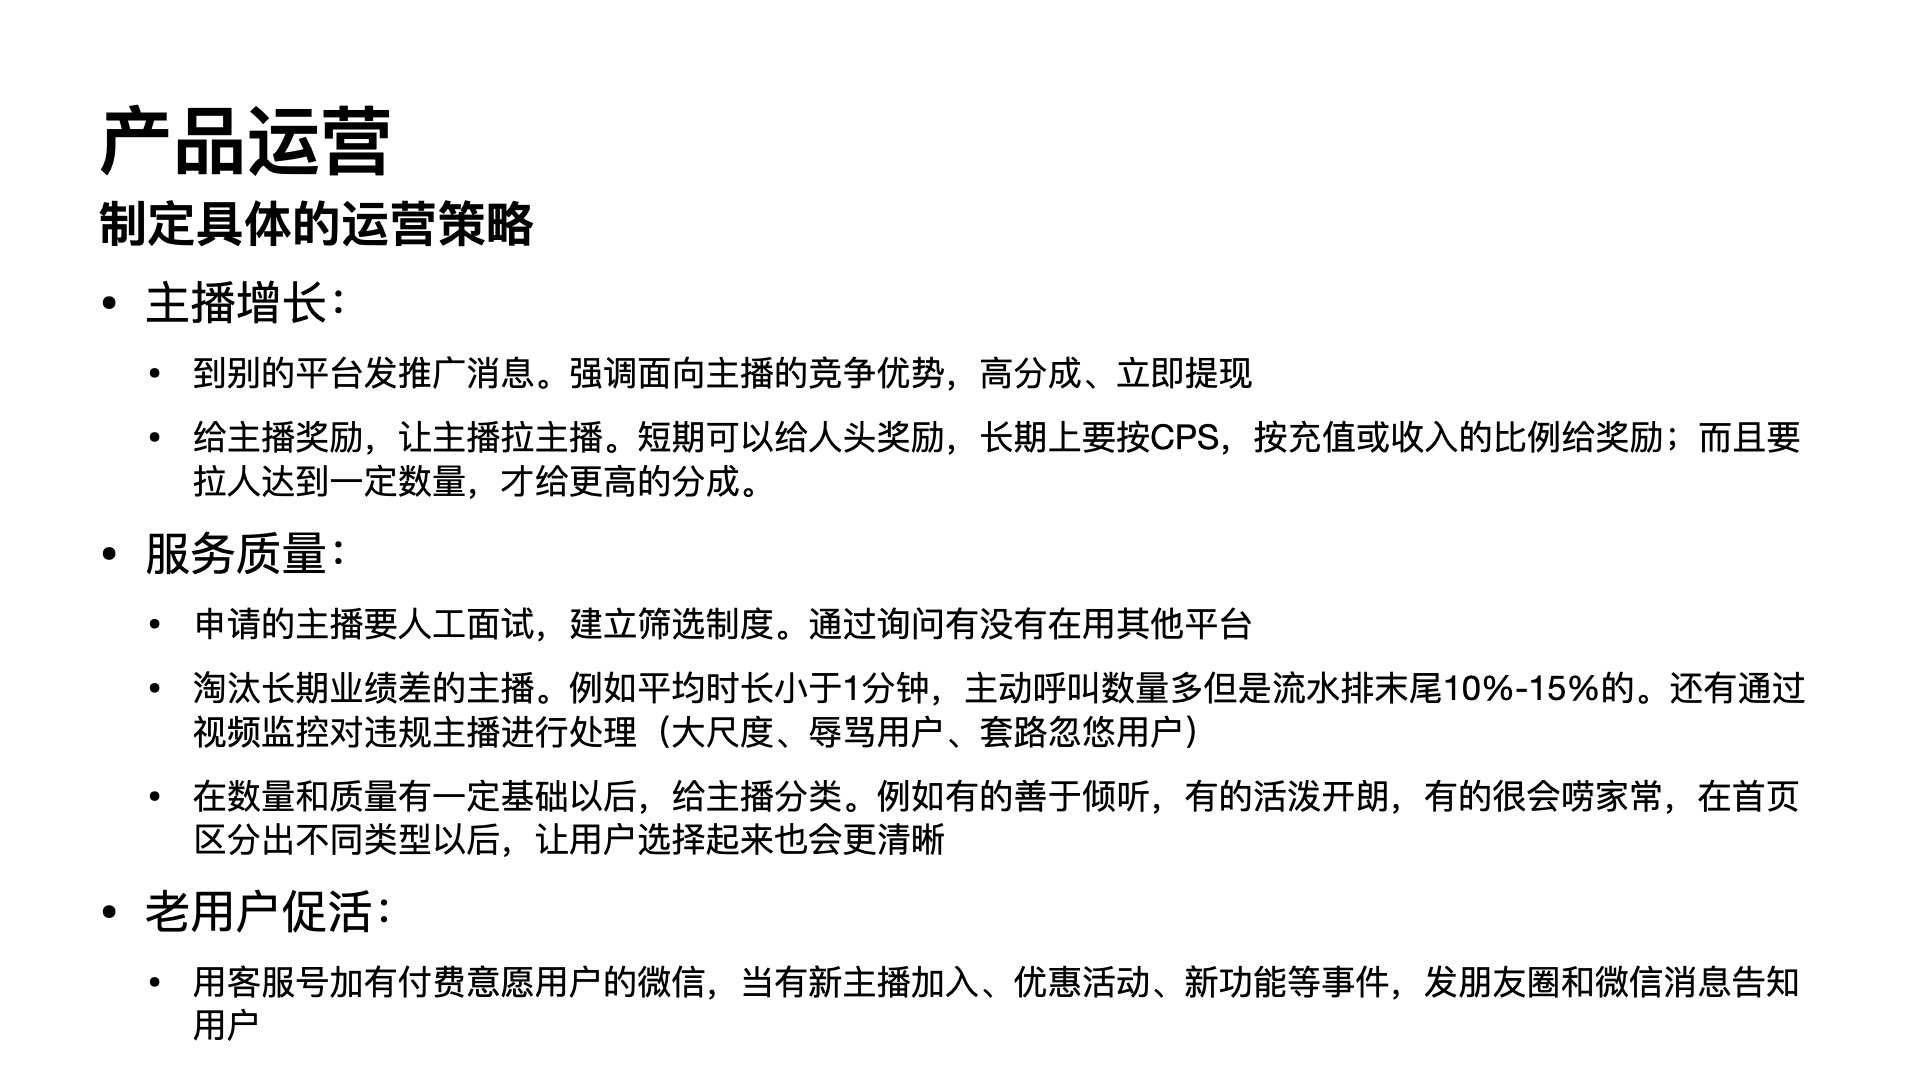 产品运营
制定具体的运营策略
• 主播增长：
• 到别的平台发推广消息。强调面向主播的竞争优势，高分成、立即提现
• 给主播奖励，让主播拉主播。短期可以给人头奖励，长期上要按CPS，按充值或收入的比例给奖励；而且要
拉人达到一定数量，才给更高的分成。
• 服务质量：
• 申请的主播要人工面试，建立筛选制度。通过询问有没有在用其他平台
• 淘汰长期业绩差的主播。例如平均时长小于1分钟，主动呼叫数量多但是流水排末尾10%-15%的。还有通过
视频监控对违规主播进行处理（大尺度、辱骂用户、套路忽悠用户）
• 在数量和质量有一定基础以后，给主播分类。例如有的善于倾听，有的活泼开朗，有的很会唠家常，在首页
区分出不同类型以后，让用户选择起来也会更清晰
• 老用户促活：
• 用客服号加有付费意愿用户的微信，当有新主播加入、优惠活动、新功能等事件，发朋友圈和微信消息告知
用户